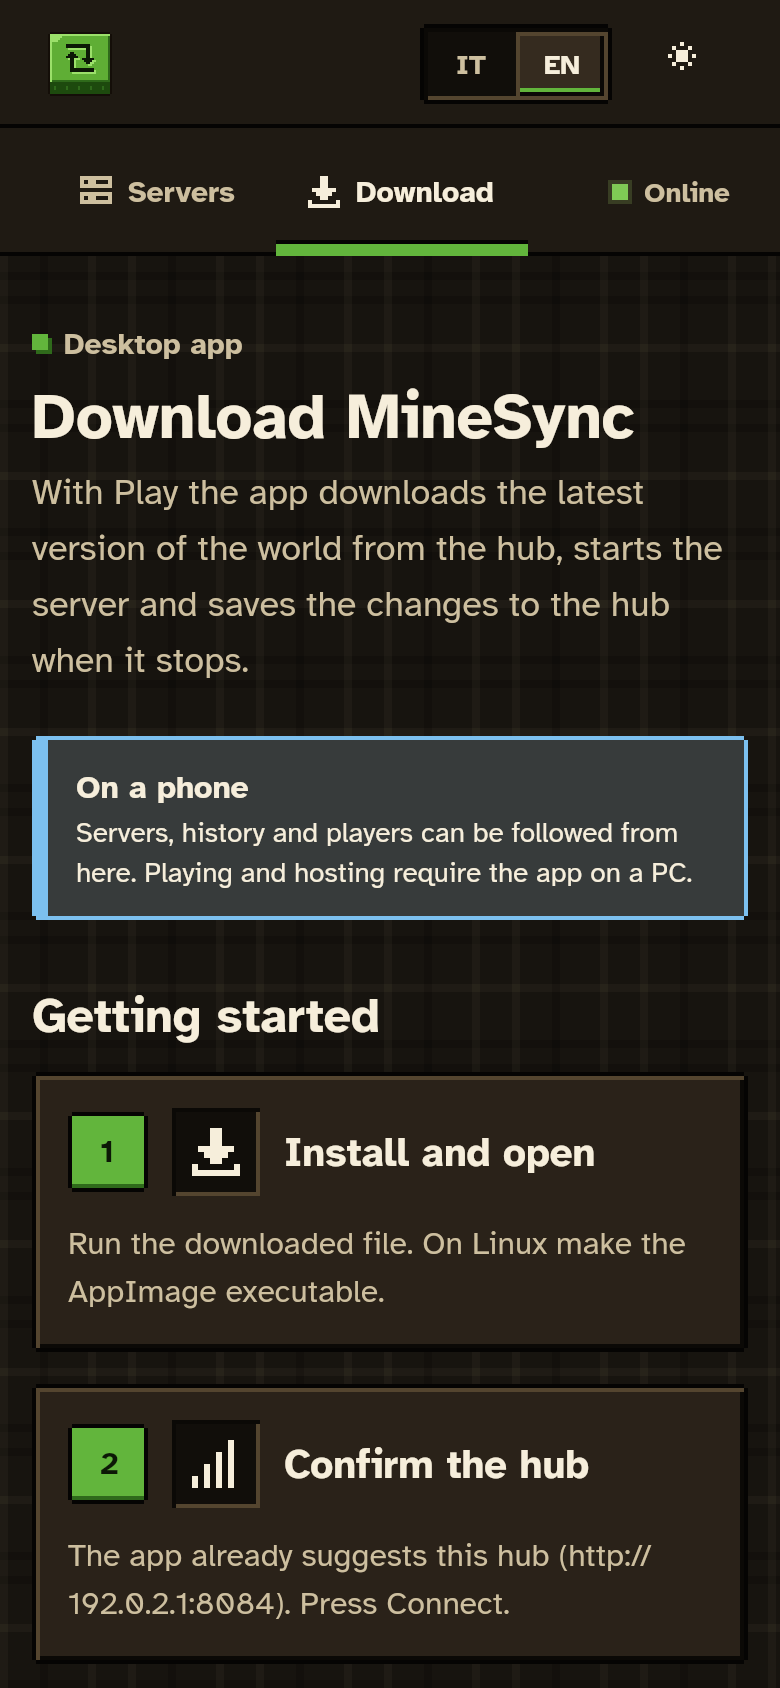 IT EN
Servers Download Online
Desktop app
Download MineSync
With Play the app downloads the latest
version of the world from the hub, starts the
server and saves the changes to the hub
when it stops.
On a phone
Servers, history and players can be followed from
here. Playing and hosting require the app on a PC.
Getting started
1 Install and open
Run the downloaded file. On Linux make the
AppImage executable.
2 Confirm the hub
The app already suggests this hub (http://
192.0.2.1:8084). Press Connect.